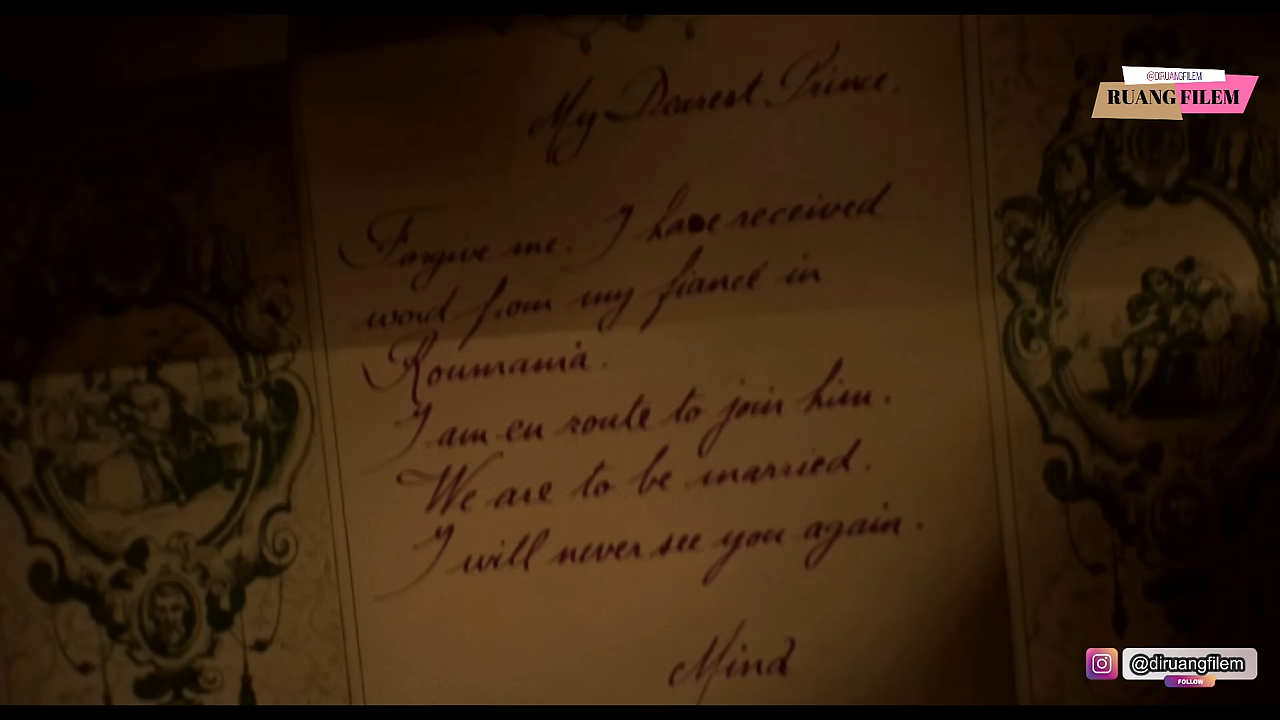 @DIRUANGFILEM
RUANG FILEM
My Dearest Prince.
Forgive me. I have received
word from my fiancé in
Roumania.
I am en route to join him.
We are to be married.
I will never see you again.
Mina
@diruangfilem
FOLLOW